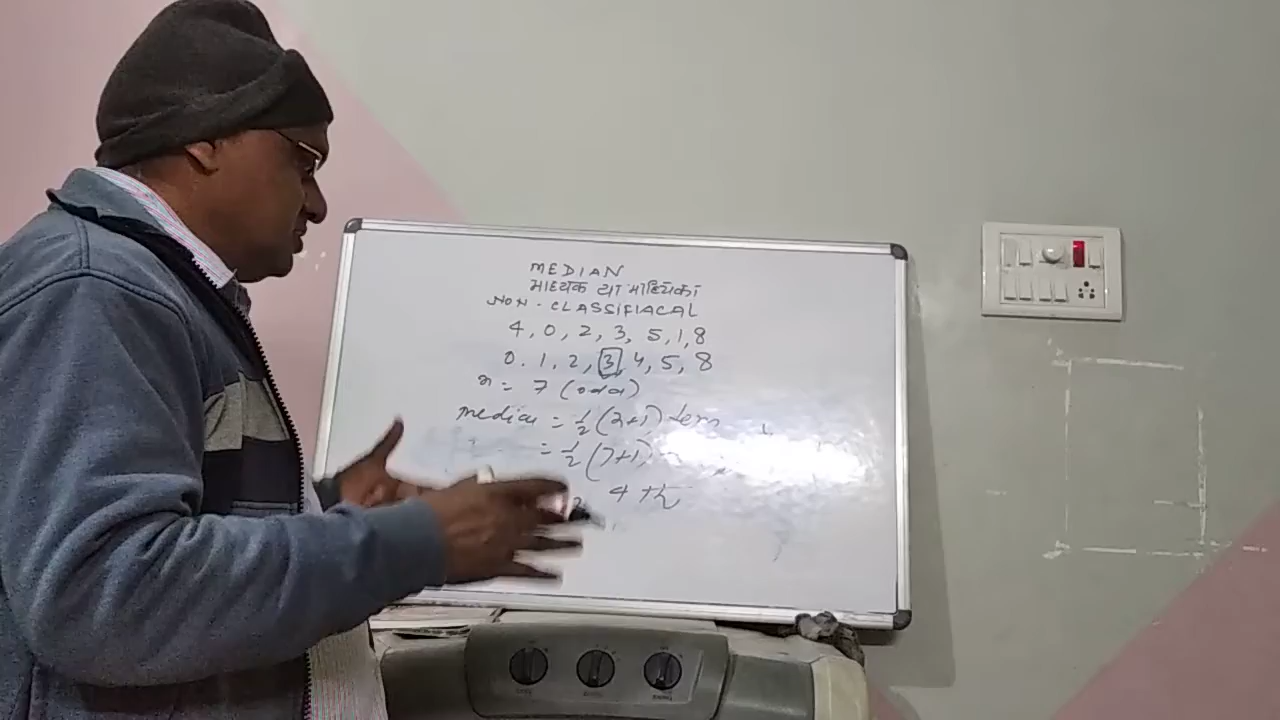 MEDIAN
माध्यक या माध्यिका
NON-CLASSIFIACAL
4, 0, 2, 3, 5, 1, 8
0. 1, 2, 3, 4, 5, 8
n = 7 (odd)
median = 1/2 (n+1) term
= 1/2 (7+1)
4 th